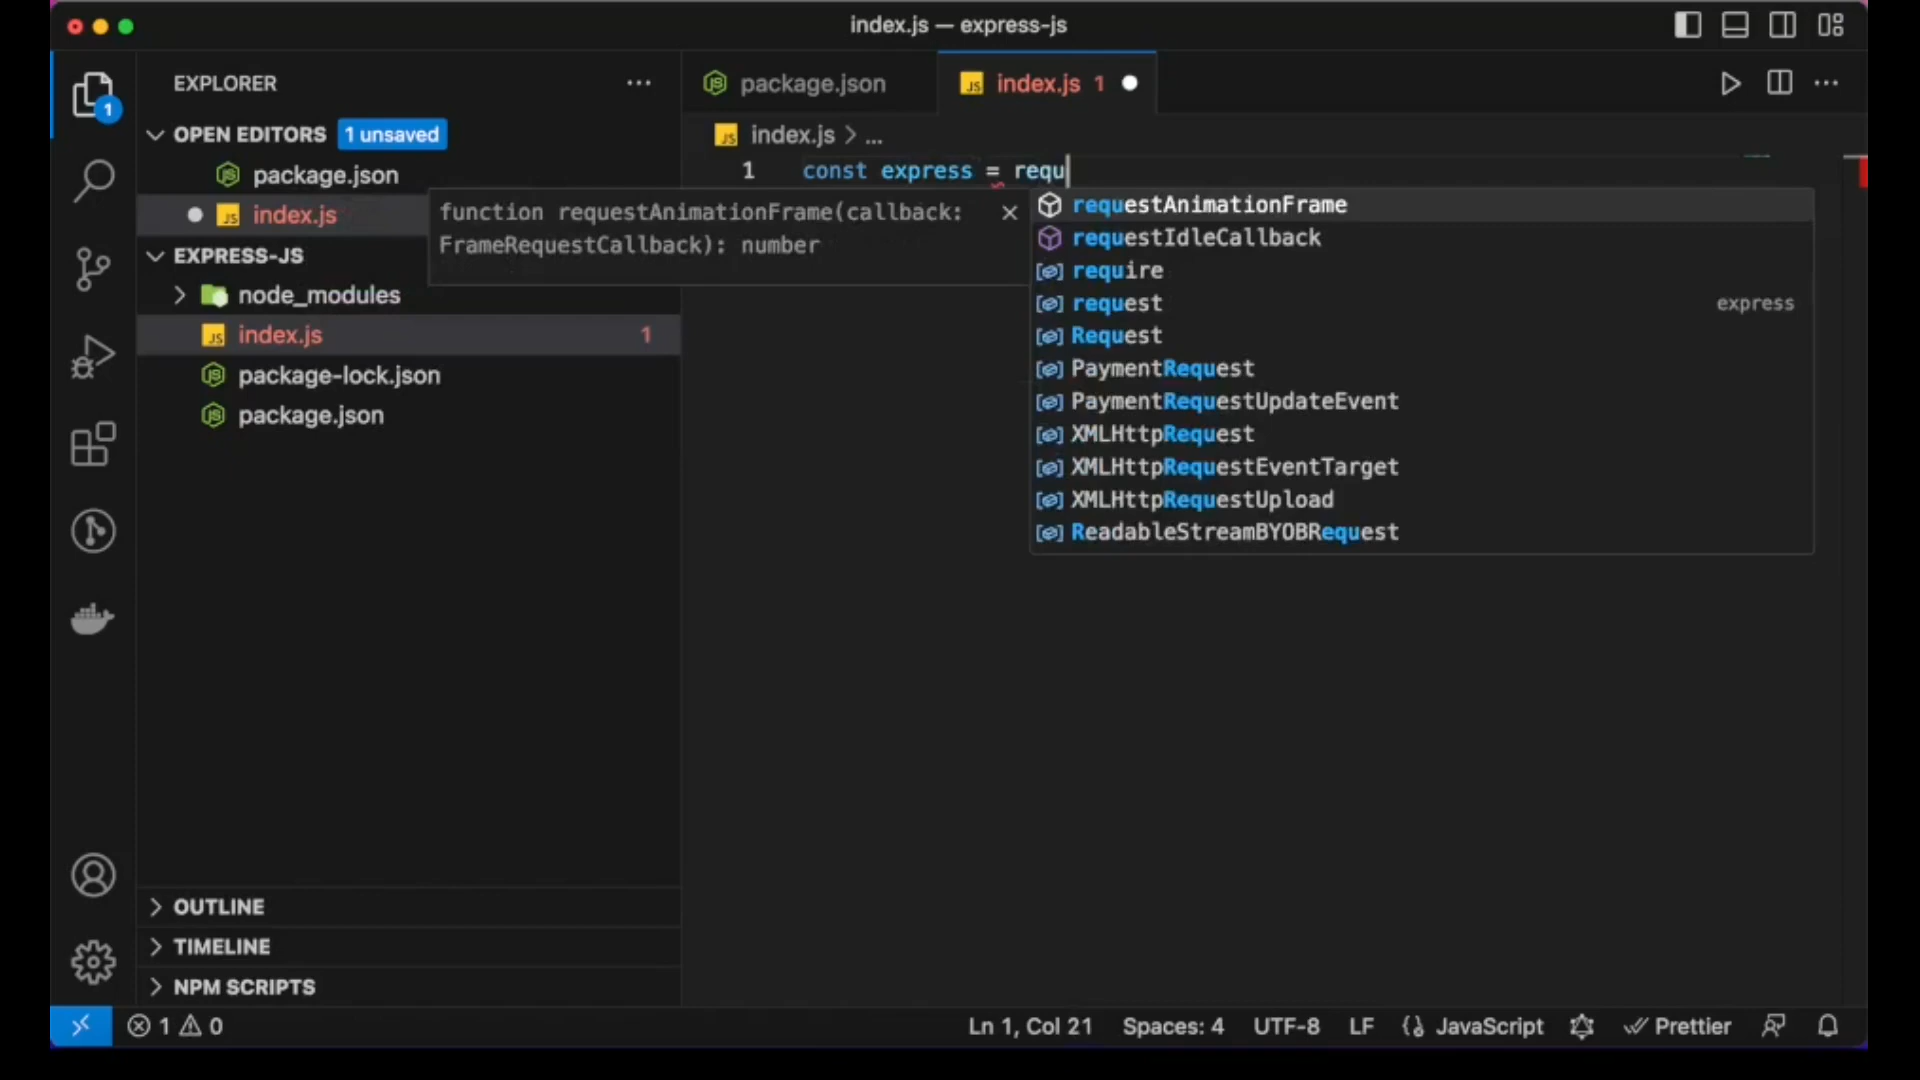 index.js — express-js
EXPLORER
OPEN EDITORS 1 unsaved
package.json
index.js
EXPRESS-JS
node_modules
index.js 1
package-lock.json
package.json
OUTLINE
TIMELINE
NPM SCRIPTS
1
package.json
index.js 1
index.js > ...
1 const express = requ
function requestAnimationFrame(callback:
FrameRequestCallback): number
requestAnimationFrame
requestIdleCallback
require
request express
Request
PaymentRequest
PaymentRequestUpdateEvent
XMLHttpRequest
XMLHttpRequestEventTarget
XMLHttpRequestUpload
ReadableStreamBYOBRequest
1 0
Ln 1, Col 21 Spaces: 4 UTF-8 LF JavaScript Prettier